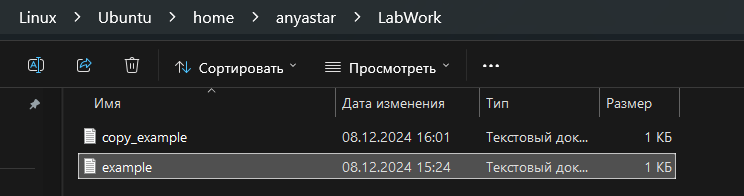 Linux > Ubuntu > home > anyastar > LabWork
Сортировать Просмотреть ...
Имя Дата изменения Тип Размер
copy_example 08.12.2024 16:01 Текстовый док... 1 КБ
example 08.12.2024 15:24 Текстовый док... 1 КБ